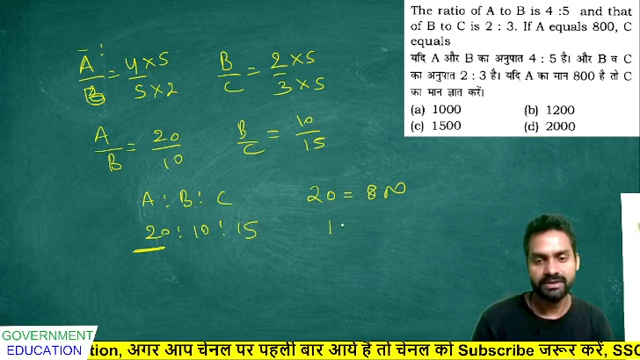 The ratio of A to B is 4 :5 and that
of B to C is 2 : 3. If A equals 800, C
equals
यदि A और B का अनुपात 4 : 5 है। और B व C
का अनुपात 2 : 3 है। यदि A का मान 800 है तो C
का मान ज्ञात करें।
(a) 1000 (b) 1200
(c) 1500 (d) 2000
A/B = 4×5/5×2 B/C = 2×5/3×5
A/B = 20/10 B/C = 10/15
A : B : C 20 = 800
20 : 10 : 15 1
GOVERNMENT
EDUCATION
tion, अगर आप चेनल पर पहली बार आये है तो चेनल को Subscribe जरूर करें, SSC